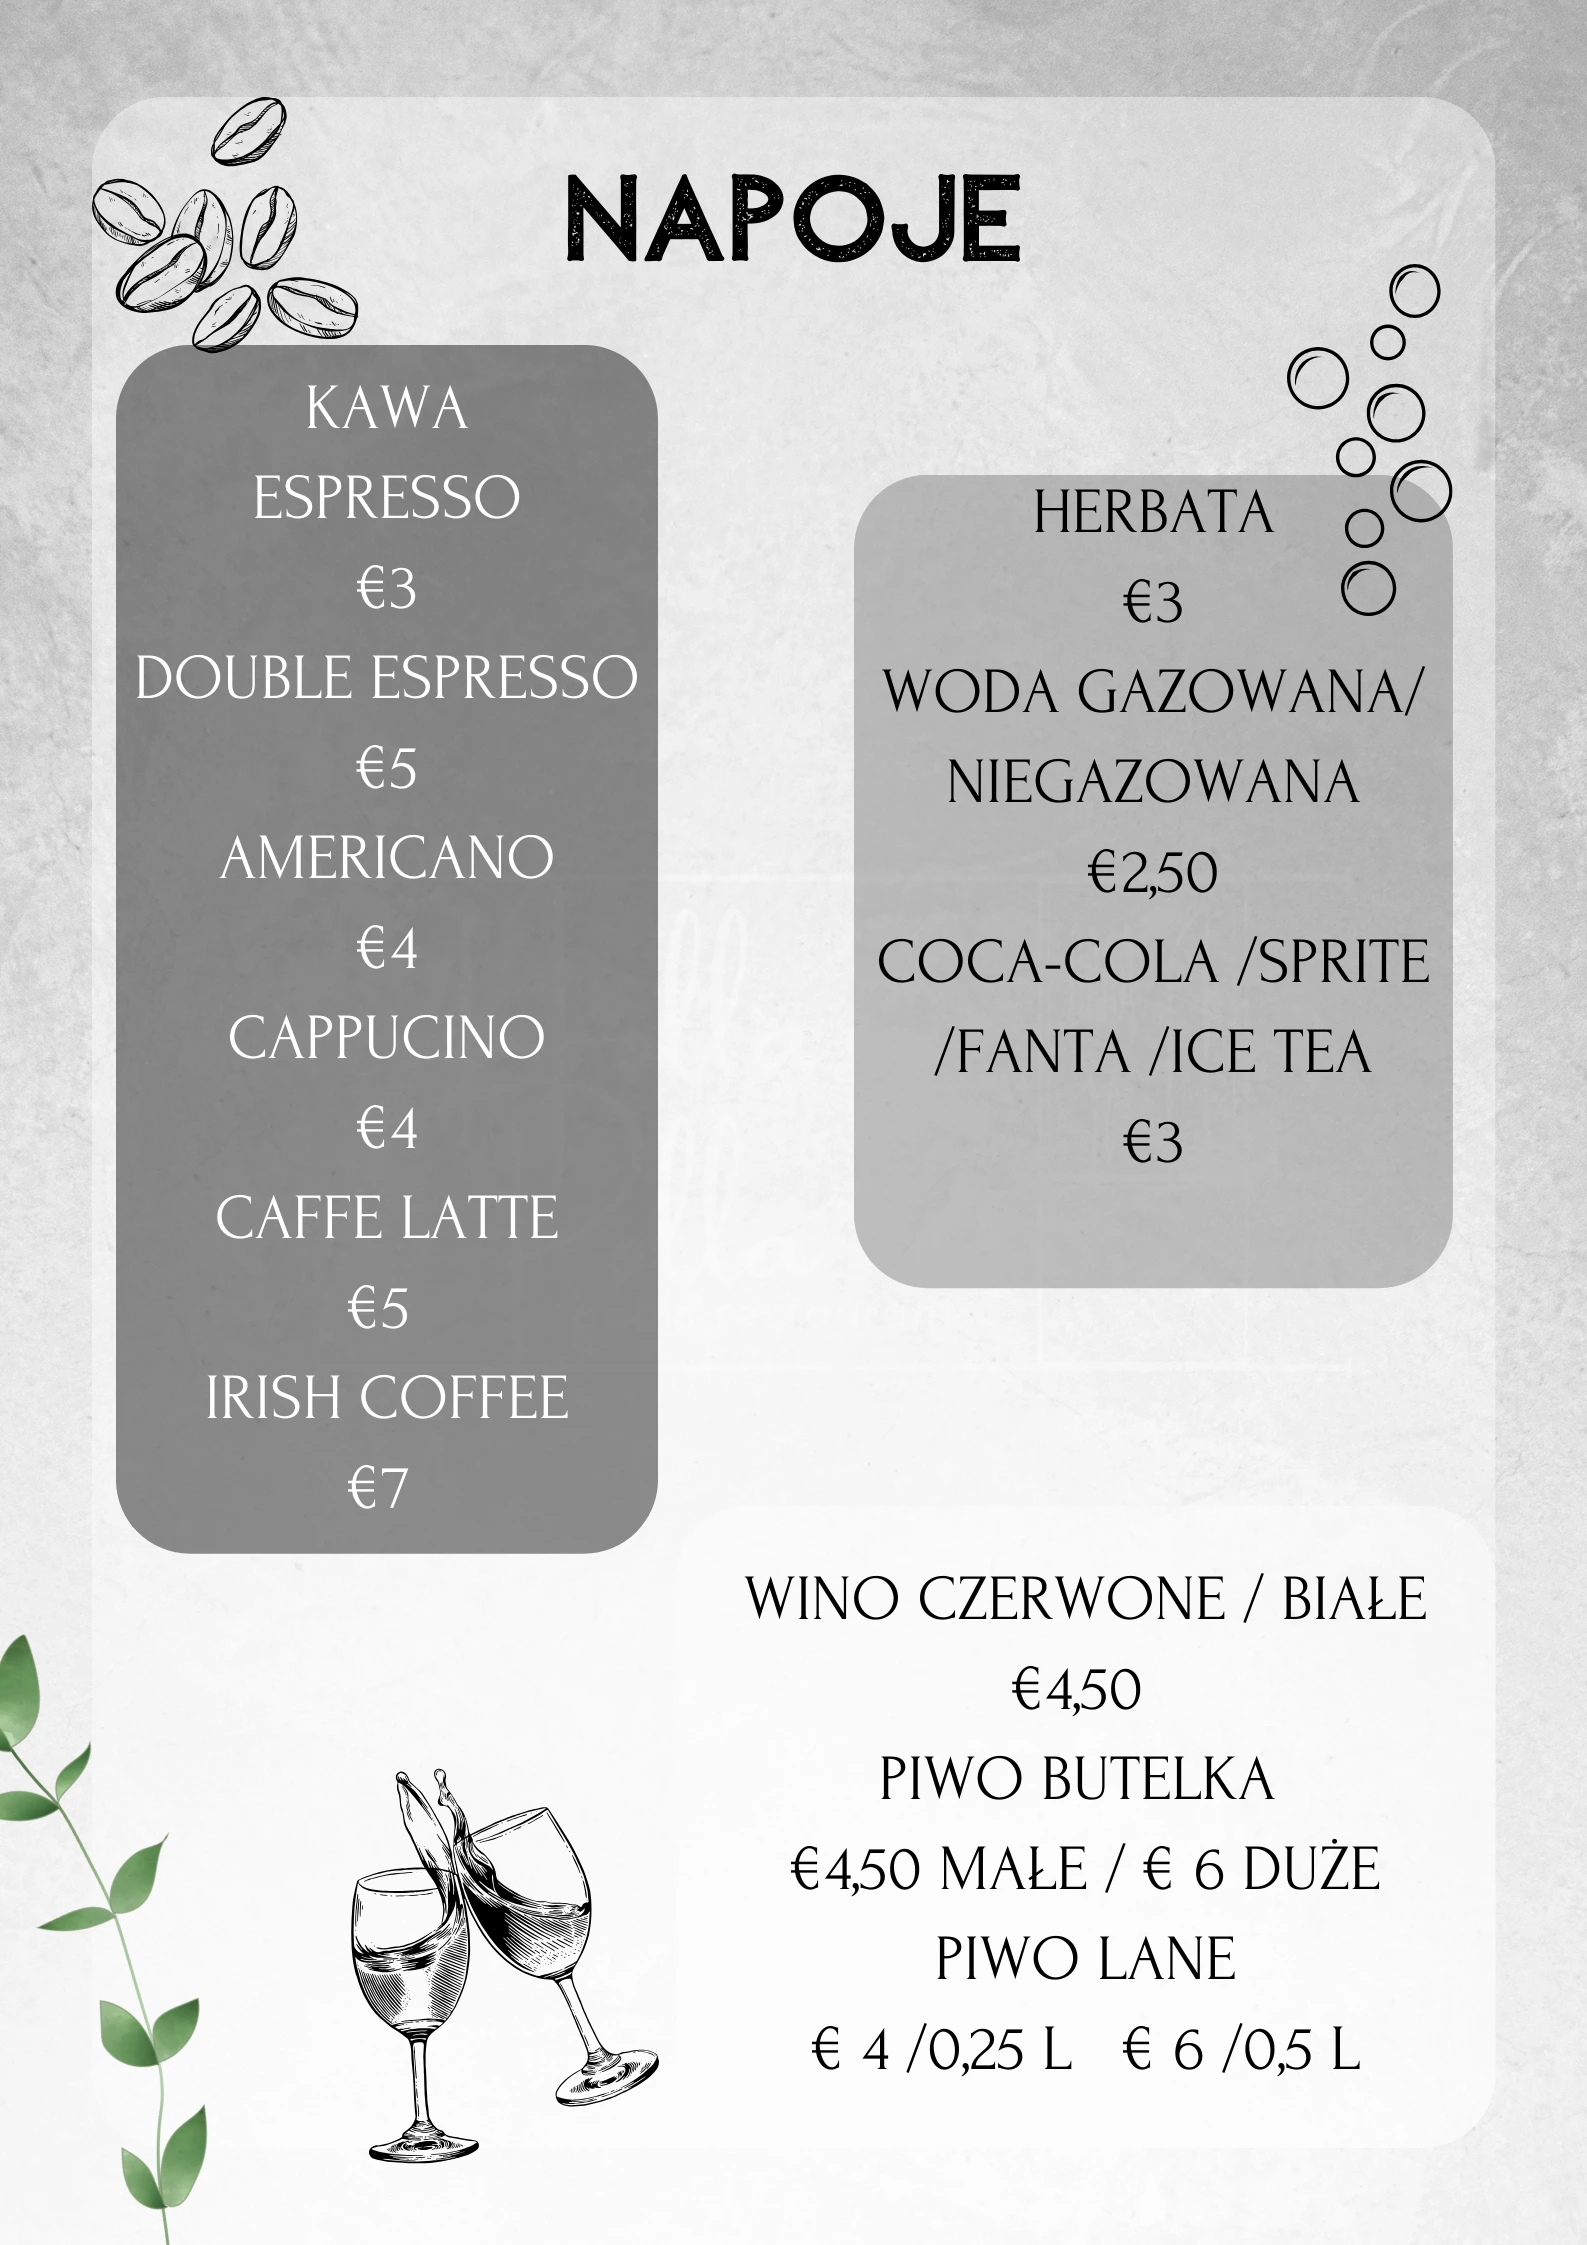 NAPOJE
KAWA
ESPRESSO
€3
DOUBLE ESPRESSO
€5
AMERICANO
€4
CAPPUCINO
€4
CAFFE LATTE
€5
IRISH COFFEE
€7
HERBATA
€3
WODA GAZOWANA/
NIEGAZOWANA
€2,50
COCA-COLA /SPRITE
/FANTA /ICE TEA
€3
WINO CZERWONE / BIAŁE
€4,50
PIWO BUTELKA
€4,50 MAŁE / € 6 DUŻE
PIWO LANE
€ 4 /0,25 L € 6 /0,5 L